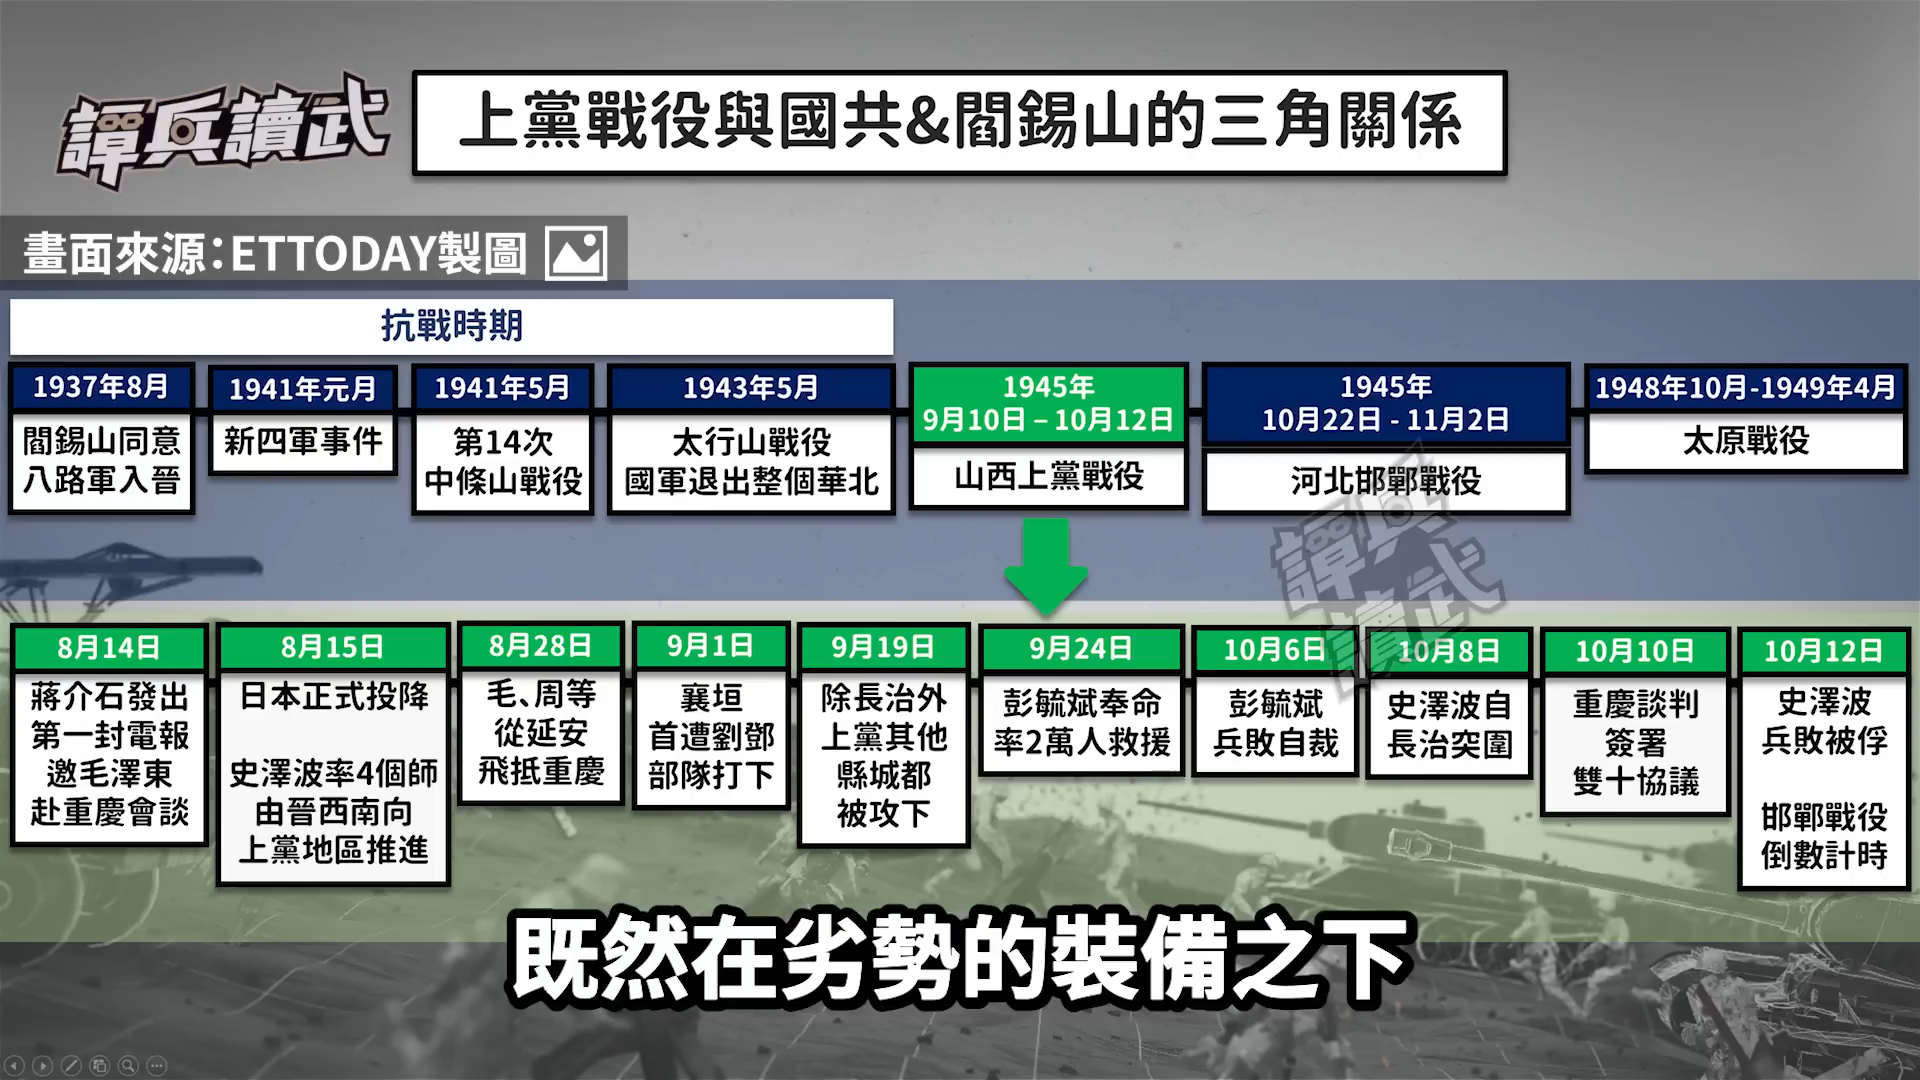 譚兵讀武
上黨戰役與國共&閻錫山的三角關係
畫面來源：ETTODAY製圖
抗戰時期
1937年8月
閻錫山同意
八路軍入晉
1941年元月
新四軍事件
1941年5月
第14次
中條山戰役
1943年5月
太行山戰役
國軍退出整個華北
1945年
9月10日－10月12日
山西上黨戰役
1945年
10月22日 - 11月2日
河北邯鄲戰役
1948年10月-1949年4月
太原戰役
譚兵
讀武
8月14日
蔣介石發出
第一封電報
邀毛澤東
赴重慶會談
8月15日
日本正式投降
史澤波率4個師
由晉西南向
上黨地區推進
8月28日
毛、周等
從延安
飛抵重慶
9月1日
襄垣
首遭劉鄧
部隊打下
9月19日
除長治外
上黨其他
縣城都
被攻下
9月24日
彭毓斌奉命
率2萬人救援
10月6日
彭毓斌
兵敗自裁
10月8日
史澤波自
長治突圍
10月10日
重慶談判
簽署
雙十協議
10月12日
史澤波
兵敗被俘
邯鄲戰役
倒數計時
既然在劣勢的裝備之下